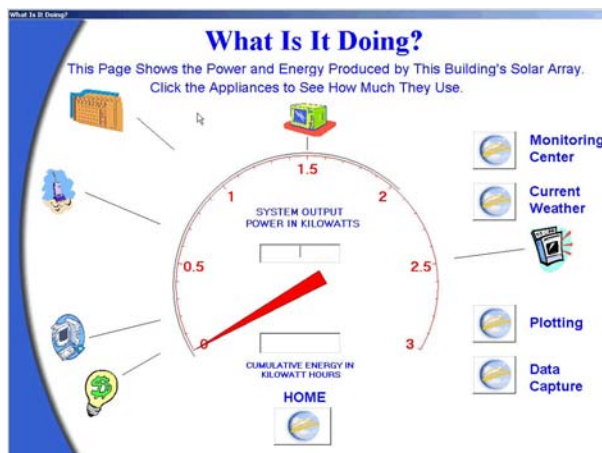 What Is It Doing?
What Is It Doing?
This Page Shows the Power and Energy Produced by This Building's Solar Array.
Click the Appliances to See How Much They Use.
Monitoring
Center
Current
Weather
1.5
1
2
SYSTEM OUTPUT
POWER IN KILOWATTS
0.5
2.5
0
3
CUMULATIVE ENERGY IN
KILOWATT HOURS
Plotting
Data
Capture
HOME